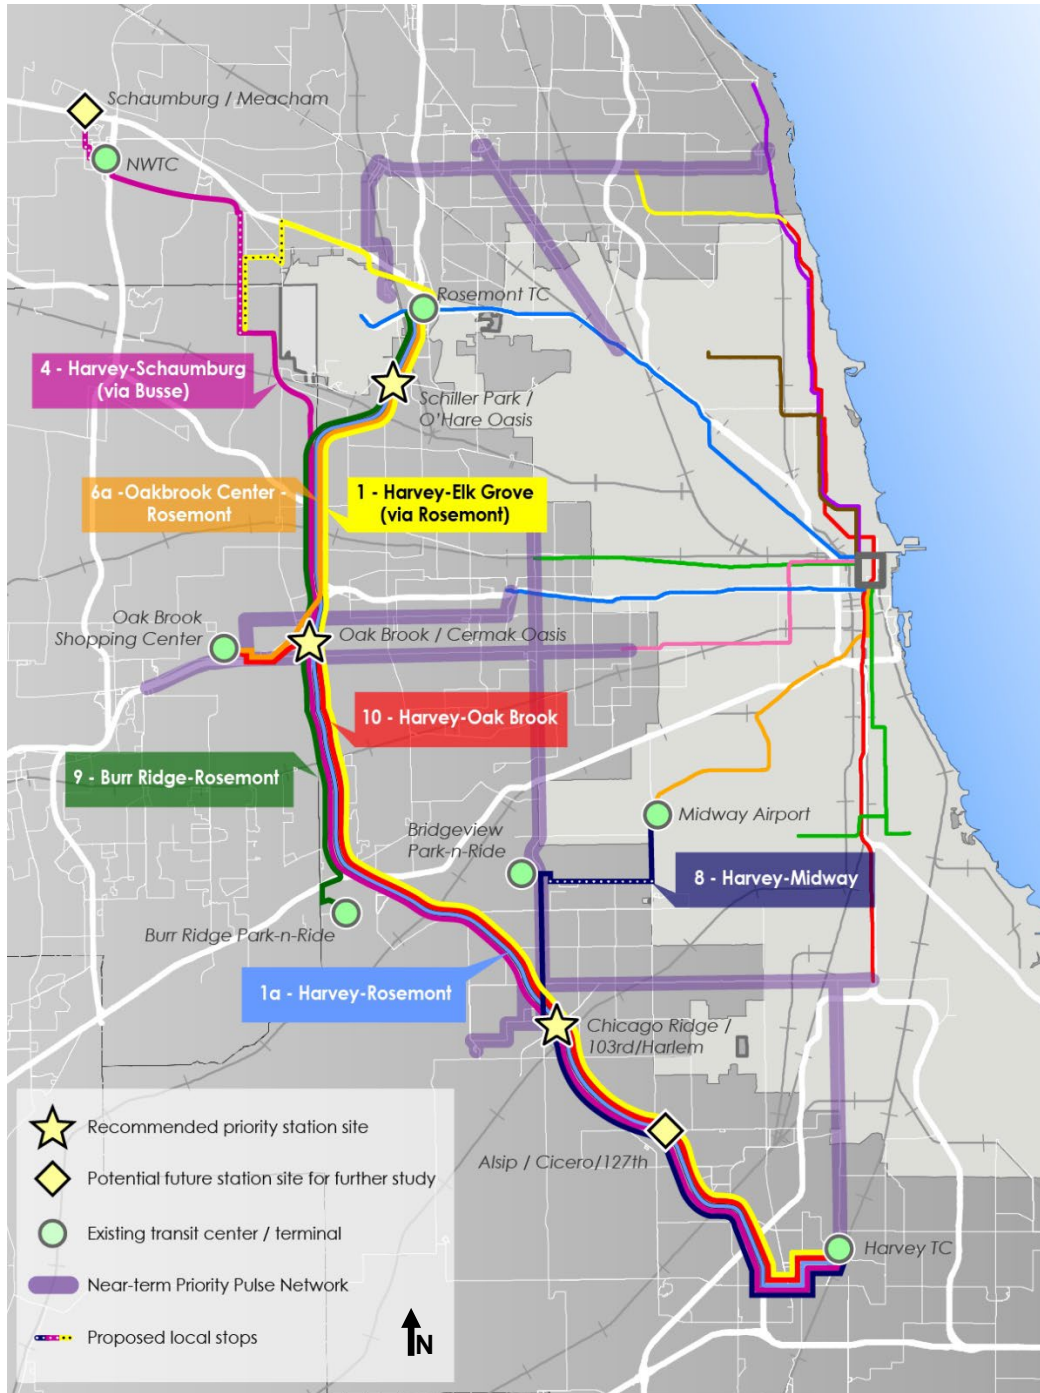 Schaumburg / Meacham
NWTC
Rosemont TC
4 - Harvey-Schaumburg
(via Busse)
Schiller Park /
O'Hare Oasis
6a -Oakbrook Center -
Rosemont
1 - Harvey-Elk Grove
(via Rosemont)
Oak Brook
Shopping Center
Oak Brook / Cermak Oasis
10 - Harvey-Oak Brook
9 - Burr Ridge-Rosemont
Midway Airport
Bridgeview
Park-n-Ride
8 - Harvey-Midway
Burr Ridge Park-n-Ride
1a - Harvey-Rosemont
Chicago Ridge /
103rd/Harlem
Alsip / Cicero/127th
Harvey TC
Recommended priority station site
Potential future station site for further study
Existing transit center / terminal
Near-term Priority Pulse Network
Proposed local stops
N